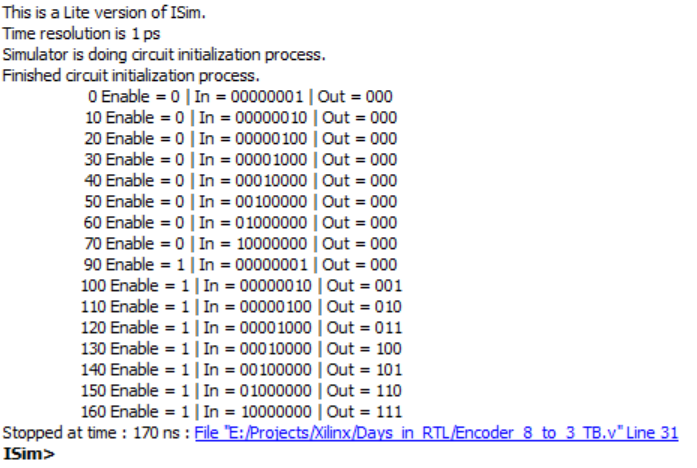 This is a Lite version of ISim.
Time resolution is 1 ps
Simulator is doing circuit initialization process.
Finished circuit initialization process.
0 Enable = 0 | In = 00000001 | Out = 000
10 Enable = 0 | In = 00000010 | Out = 000
20 Enable = 0 | In = 00000100 | Out = 000
30 Enable = 0 | In = 00001000 | Out = 000
40 Enable = 0 | In = 00010000 | Out = 000
50 Enable = 0 | In = 00100000 | Out = 000
60 Enable = 0 | In = 01000000 | Out = 000
70 Enable = 0 | In = 10000000 | Out = 000
90 Enable = 1 | In = 00000001 | Out = 000
100 Enable = 1 | In = 00000010 | Out = 001
110 Enable = 1 | In = 00000100 | Out = 010
120 Enable = 1 | In = 00001000 | Out = 011
130 Enable = 1 | In = 00010000 | Out = 100
140 Enable = 1 | In = 00100000 | Out = 101
150 Enable = 1 | In = 01000000 | Out = 110
160 Enable = 1 | In = 10000000 | Out = 111
Stopped at time : 170 ns : File "E:/Projects/Xilinx/Days_in_RTL/Encoder_8_to_3_TB.v" Line 31
ISim>